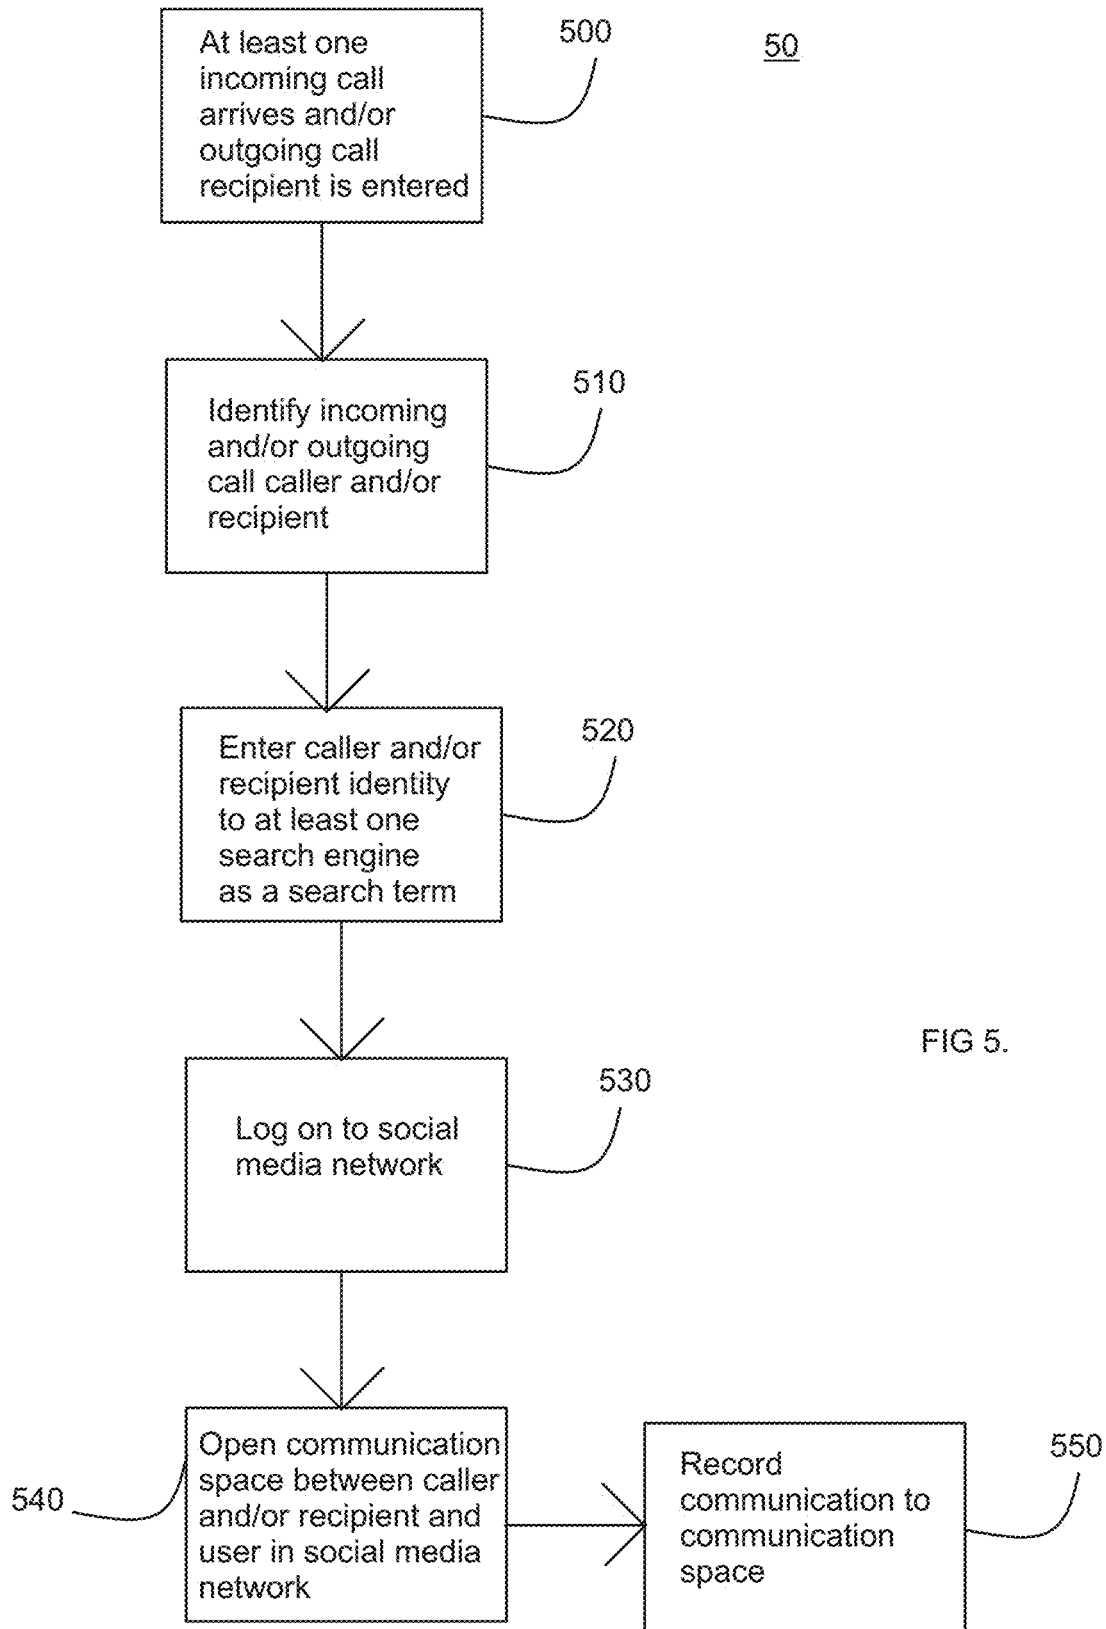 At least one
incoming call
arrives and/or
outgoing call
recipient is entered
500
50
Identify incoming
and/or outgoing
call caller and/or
recipient
510
Enter caller and/or
recipient identity
to at least one
search engine
as a search term
520
FIG 5.
Log on to social
media network
530
Open communication
space between caller
and/or recipient and
user in social media
network
540
Record
communication to
communication
space
550